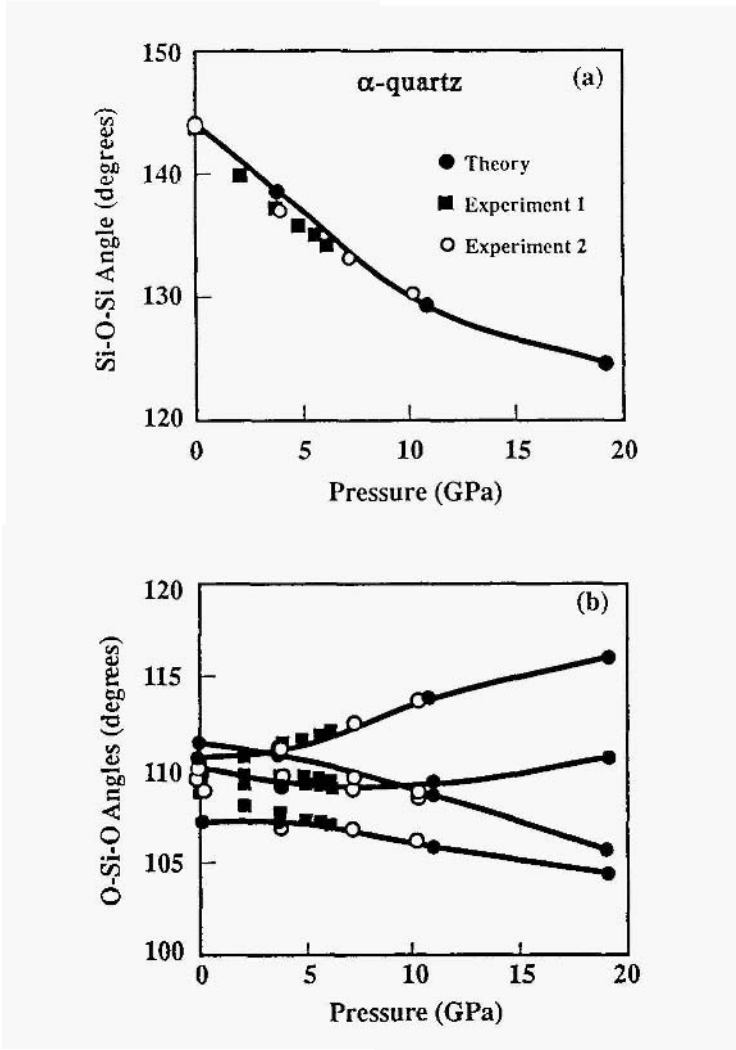 150
140
130
120
Si-O-Si Angle (degrees)
α-quartz
(a)
Theory
Experiment 1
Experiment 2
0 5 10 15 20
Pressure (GPa)
120
115
110
105
100
O-Si-O Angles (degrees)
(b)
0 5 10 15 20
Pressure (GPa)